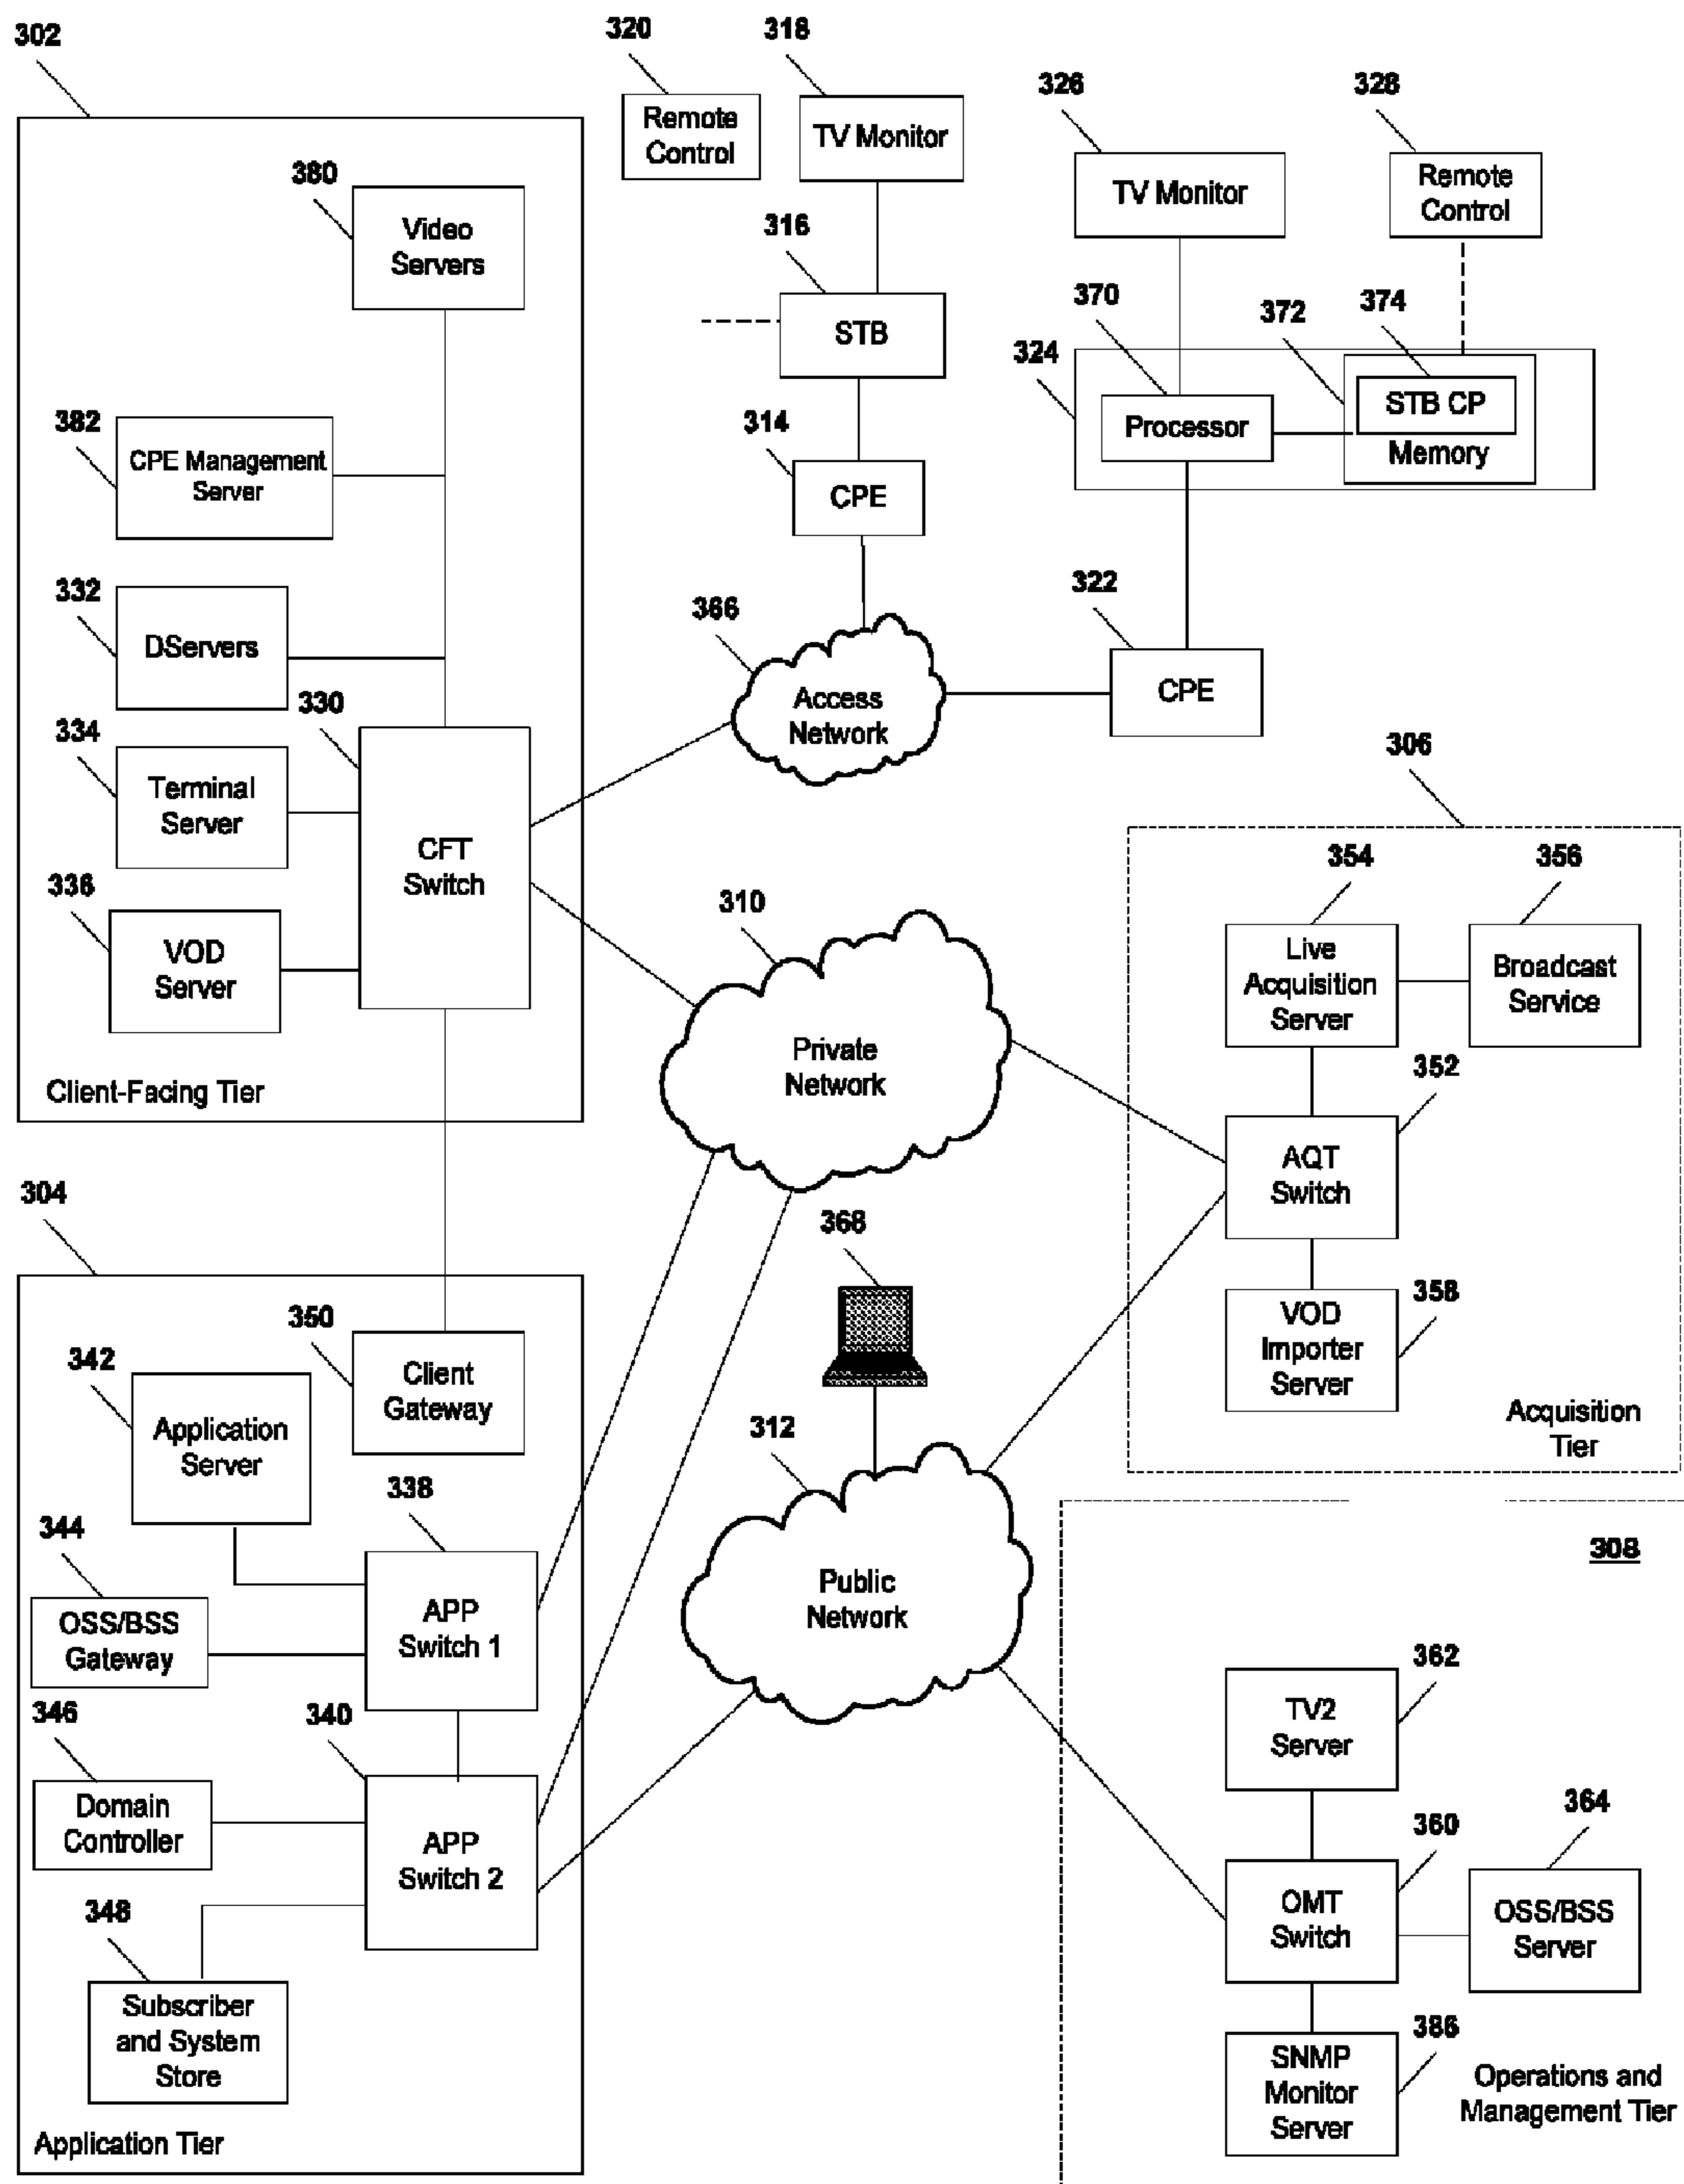 302
320
318
326
328
Remote
Control
TV Monitor
TV Monitor
Remote
Control
380
Video
Servers
316
STB
370
372
374
324
Processor
STB CP
Memory
382
CPE Management
Server
314
CPE
332
DServers
366
Access
Network
322
CPE
330
334
Terminal
Server
CFT
Switch
336
VOD
Server
Client-Facing Tier
310
Private
Network
306
354
356
Live
Acquisition
Server
Broadcast
Service
352
AQT
Switch
358
VOD
Importer
Server
Acquisition
Tier
304
350
Client
Gateway
342
Application
Server
338
344
OSS/BSS
Gateway
APP
Switch 1
346
340
Domain
Controller
APP
Switch 2
348
Subscriber
and System
Store
Application Tier
368
312
Public
Network
308
362
TV2
Server
360
364
OMT
Switch
OSS/BSS
Server
386
SNMP
Monitor
Server
Operations and
Management Tier